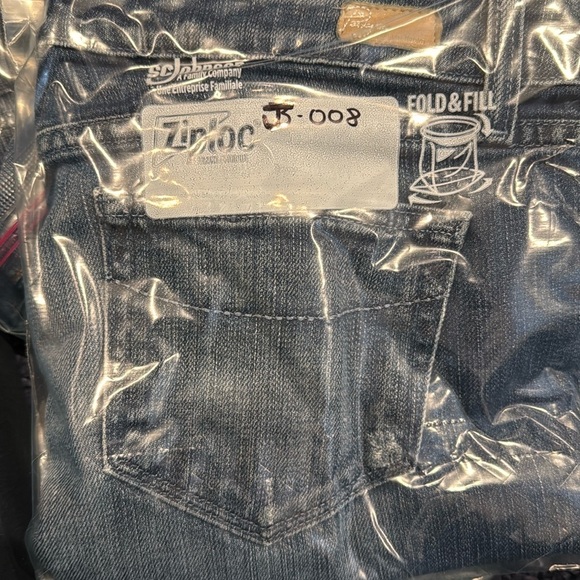 SC Johnson
A Family Company
Une Entreprise Familiale
Ziploc
JK-008
FOLD & FILL